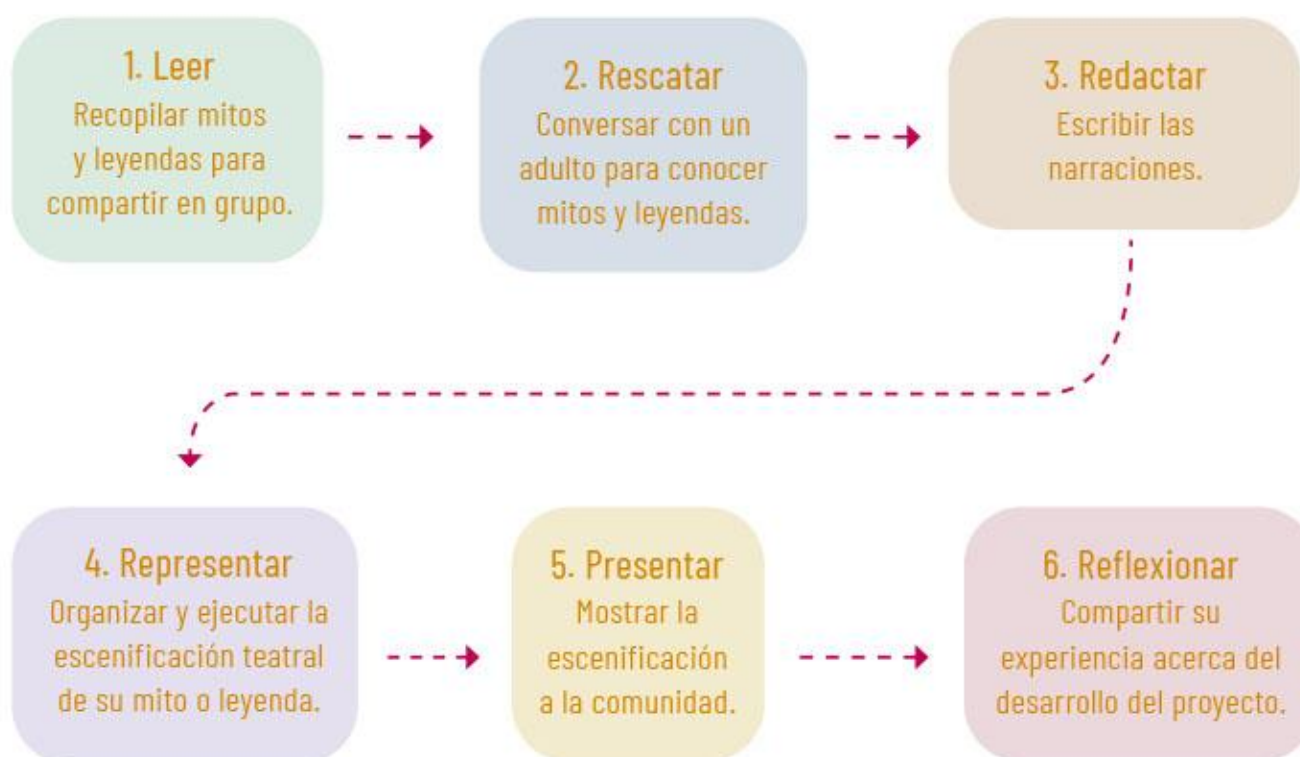 1. Leer
Recopilar mitos
y leyendas para
compartir en grupo.
2. Rescatar
Conversar con un
adulto para conocer
mitos y leyendas.
3. Redactar
Escribir las
narraciones.
4. Representar
Organizar y ejecutar la
escenificación teatral
de su mito o leyenda.
5. Presentar
Mostrar la
escenificación
a la comunidad.
6. Reflexionar
Compartir su
experiencia acerca del
desarrollo del proyecto.